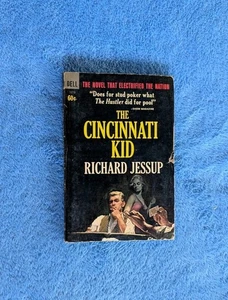 DELL
60c
THE NOVEL THAT ELECTRIFIED THE NATION
"Does for stud poker what
The Hustler did for pool"
THE
CINCINNATI
KID
RICHARD JESSUP